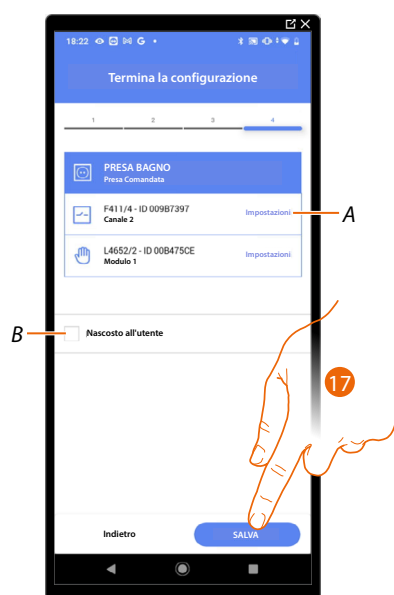 18:22 G
Termina la configurazione
1 2 3 4
PRESA BAGNO
Presa Comandata
F411/4 - ID 009B7397
Canale 2
Impostazioni
A
L4652/2 - ID 00B475CE
Modulo 1
Impostazioni
B
Nascosto all'utente
17
Indietro
SALVA